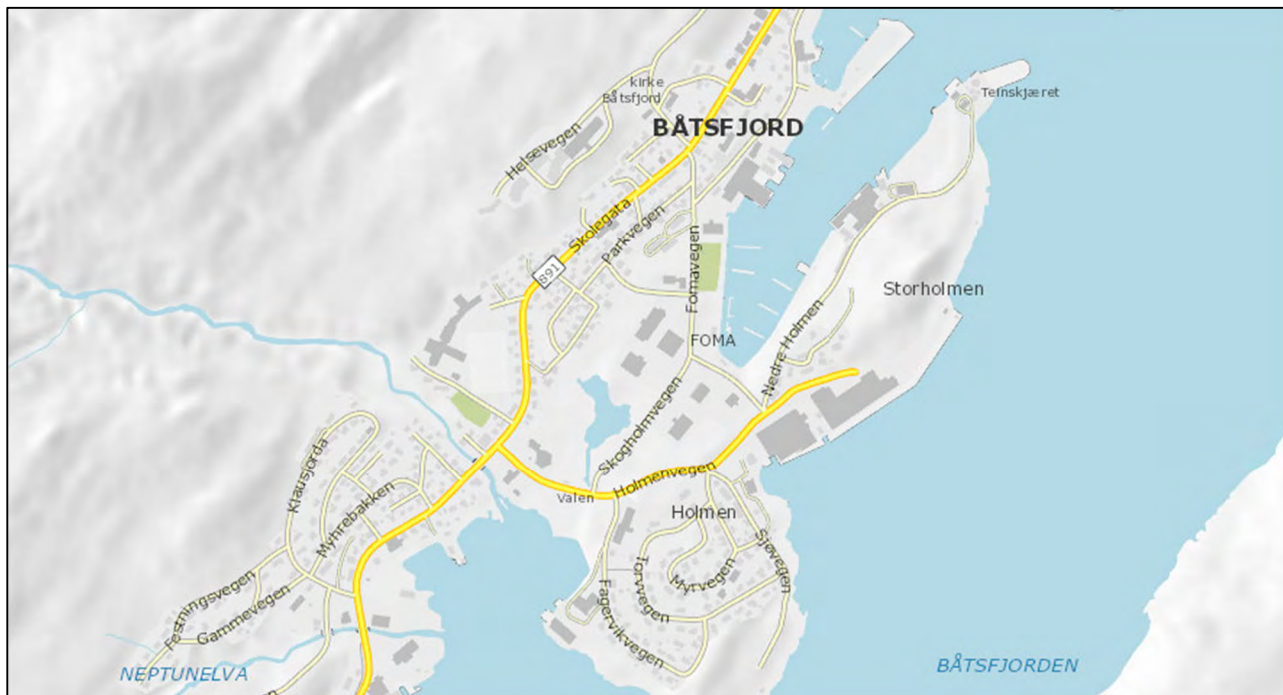 kirke
Båtsfjord
BÅTSFJORD
Teinskjæret
Helsevegen
Skolegata
Parkvegen
891
Fomavegen
Storholmen
FOMA
Nedre Holmen
Skogholmvegen
Holmenvegen
Valen
Klausjorda
Myhrebakken
Holmen
Sjøvegen
Myrvegen
Torvvegen
Fagervikvegen
Festningsvegen
Gammevegen
NEPTUNELVA
BÅTSFJORDEN